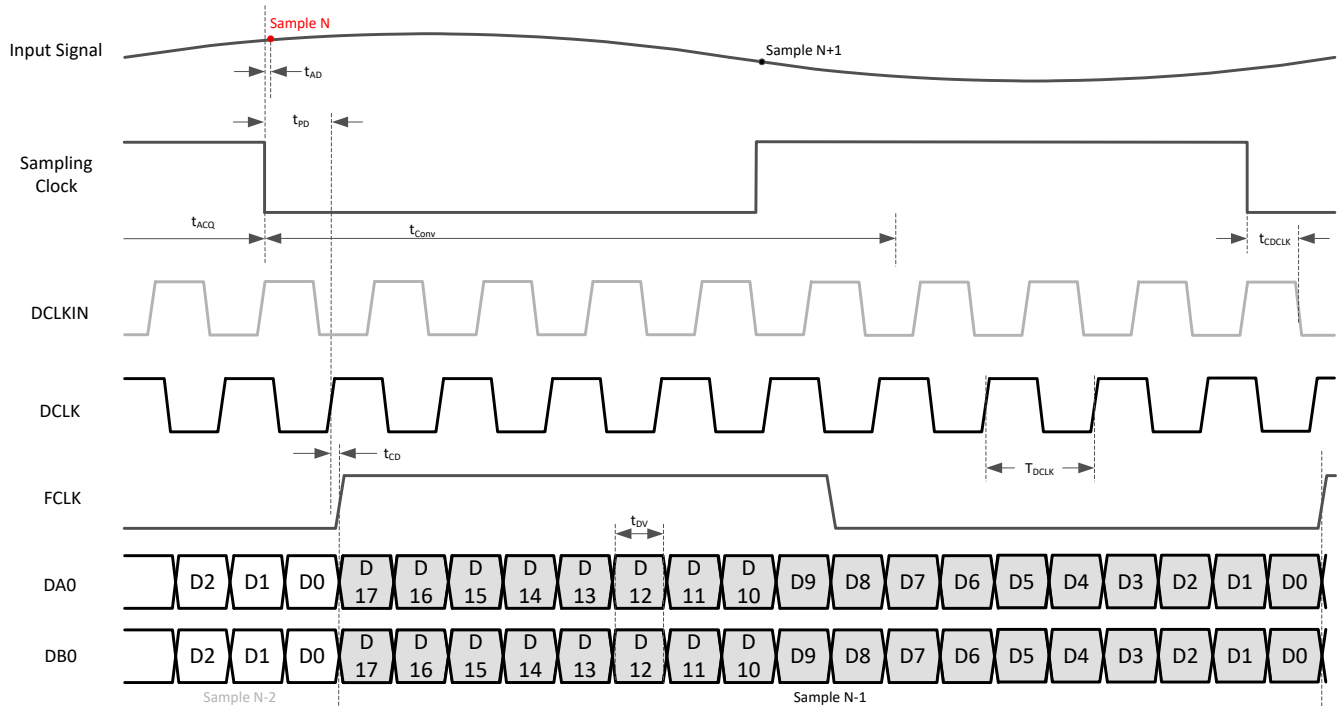 Sample N
Input Signal
Sample N+1
tAD
tPD
Sampling
Clock
tACQ
tConv
tCDCLK
DCLKIN
DCLK
tCD
TDCLK
FCLK
tDV
DA0
D2 D1 D0 D 17 D 16 D 15 D 14 D 13 D 12 D 11 D 10 D9 D8 D7 D6 D5 D4 D3 D2 D1 D0
DB0
D2 D1 D0 D 17 D 16 D 15 D 14 D 13 D 12 D 11 D 10 D9 D8 D7 D6 D5 D4 D3 D2 D1 D0
Sample N-2
Sample N-1